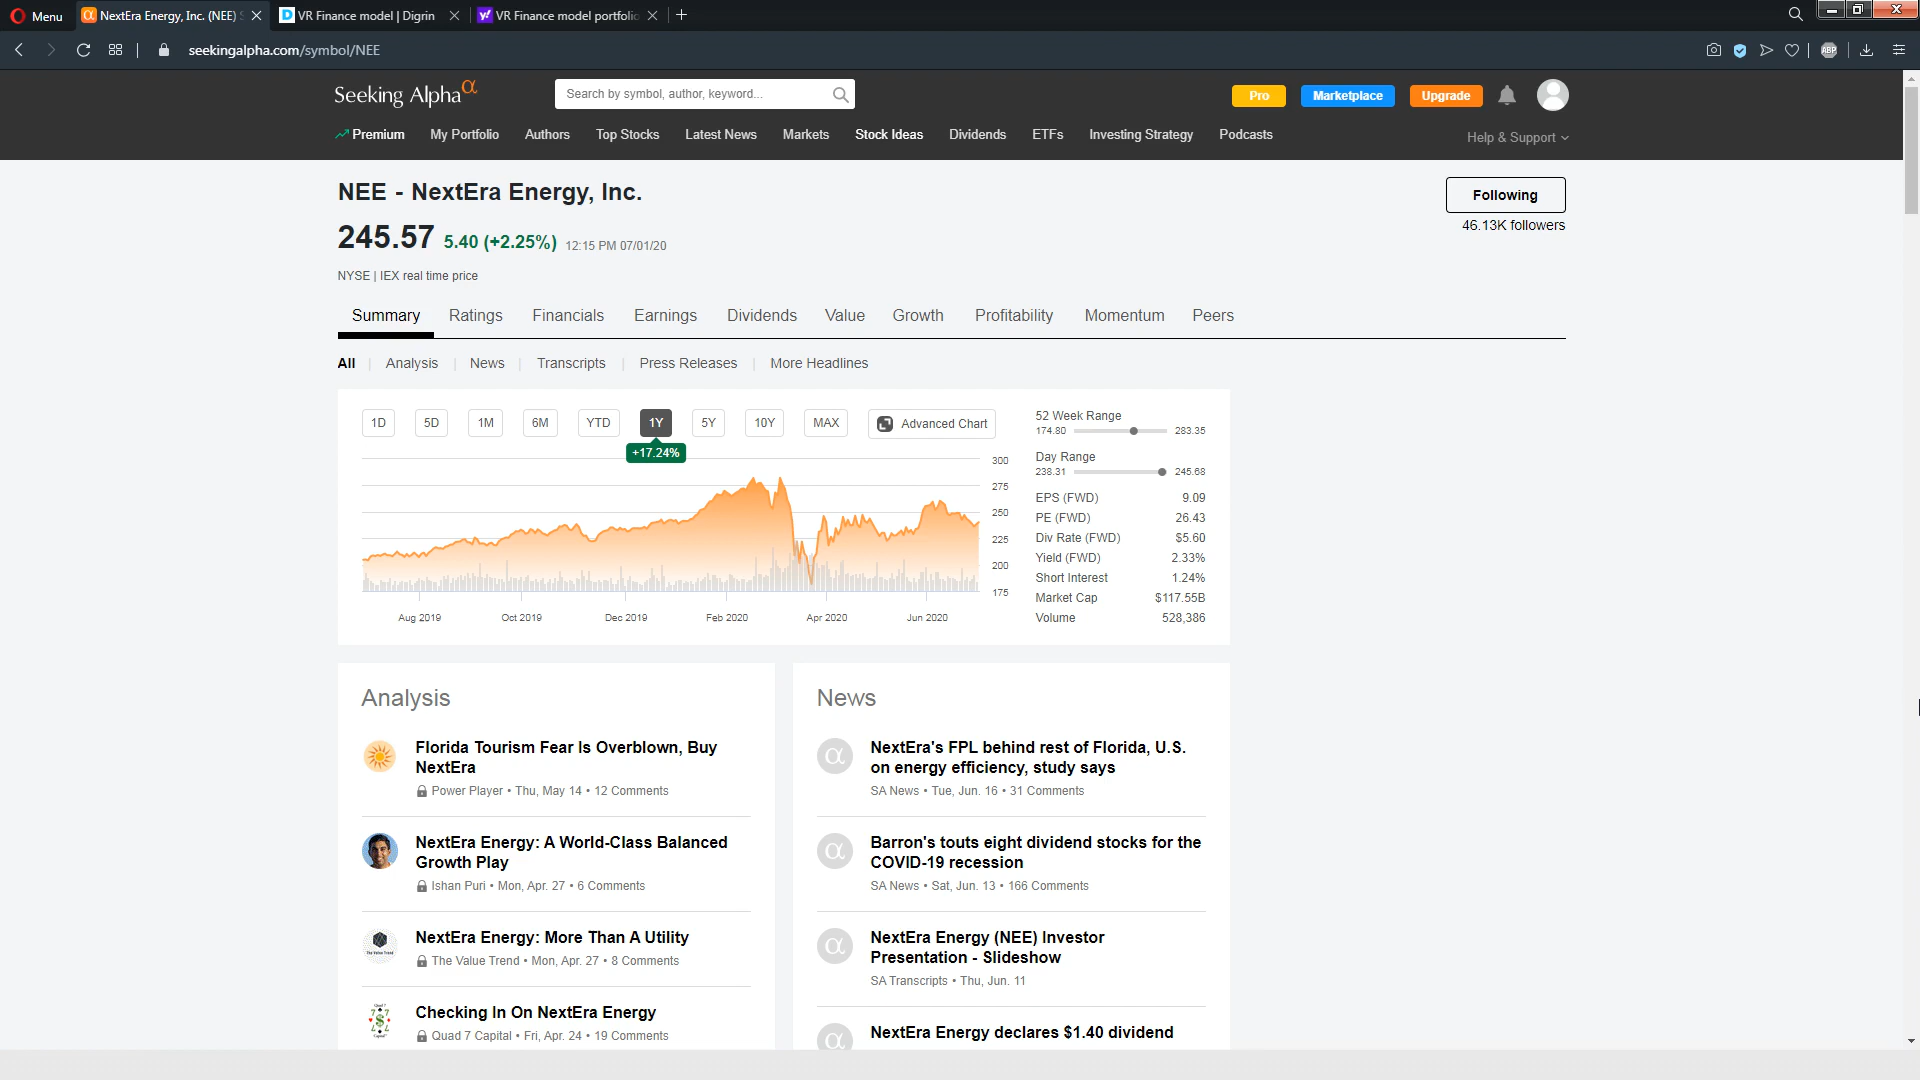 Menu
NextEra Energy, Inc. (NEE) S
VR Finance model | Digrin
VR Finance model portfolio
seekingalpha.com/symbol/NEE
ABP
Seeking Alpha α
Search by symbol, author, keyword...
Pro
Marketplace
Upgrade
Premium
My Portfolio
Authors
Top Stocks
Latest News
Markets
Stock Ideas
Dividends
ETFs
Investing Strategy
Podcasts
Help & Support
NEE - NextEra Energy, Inc.
Following
46.13K followers
245.57 5.40 (+2.25%) 12:15 PM 07/01/20
NYSE | IEX real time price
Summary
Ratings
Financials
Earnings
Dividends
Value
Growth
Profitability
Momentum
Peers
All | Analysis | News | Transcripts | Press Releases | More Headlines
1D
5D
1M
6M
YTD
1Y
5Y
10Y
MAX
Advanced Chart
+17.24%
300
275
250
225
200
175
Aug 2019
Oct 2019
Dec 2019
Feb 2020
Apr 2020
Jun 2020
52 Week Range
174.80 283.35
Day Range
238.31 245.68
EPS (FWD) 9.09
PE (FWD) 26.43
Div Rate (FWD) $5.60
Yield (FWD) 2.33%
Short Interest 1.24%
Market Cap $117.55B
Volume 528,386
Analysis
Florida Tourism Fear Is Overblown, Buy
NextEra
Power Player • Thu, May 14 • 12 Comments
NextEra Energy: A World-Class Balanced
Growth Play
Ishan Puri • Mon, Apr. 27 • 6 Comments
The Value Trend
NextEra Energy: More Than A Utility
The Value Trend • Mon, Apr. 27 • 8 Comments
Quad 7
Capital
Checking In On NextEra Energy
Quad 7 Capital • Fri, Apr. 24 • 19 Comments
News
NextEra's FPL behind rest of Florida, U.S.
on energy efficiency, study says
SA News • Tue, Jun. 16 • 31 Comments
Barron's touts eight dividend stocks for the
COVID-19 recession
SA News • Sat, Jun. 13 • 166 Comments
NextEra Energy (NEE) Investor
Presentation - Slideshow
SA Transcripts • Thu, Jun. 11
NextEra Energy declares $1.40 dividend